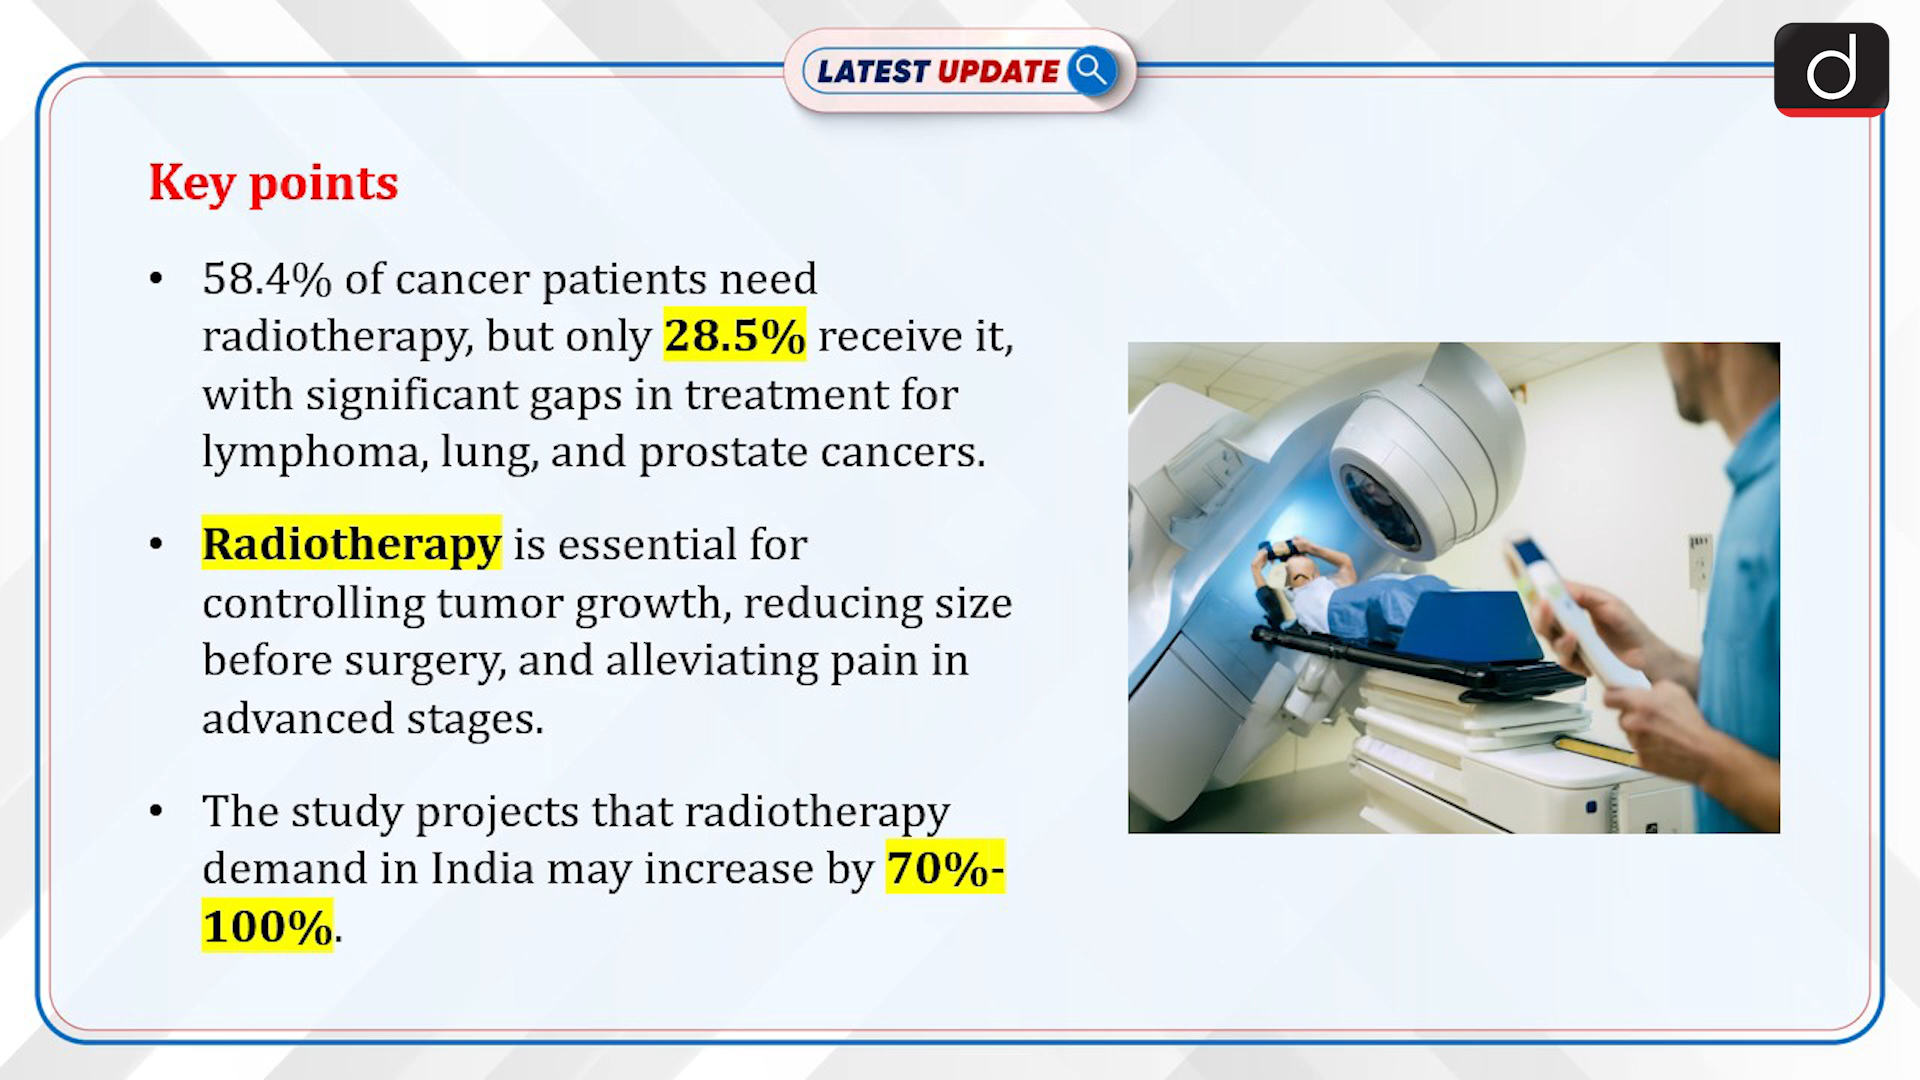 LATEST UPDATE
d
Key points
• 58.4% of cancer patients need
radiotherapy, but only 28.5% receive it,
with significant gaps in treatment for
lymphoma, lung, and prostate cancers.
• Radiotherapy is essential for
controlling tumor growth, reducing size
before surgery, and alleviating pain in
advanced stages.
• The study projects that radiotherapy
demand in India may increase by 70%-
100%.